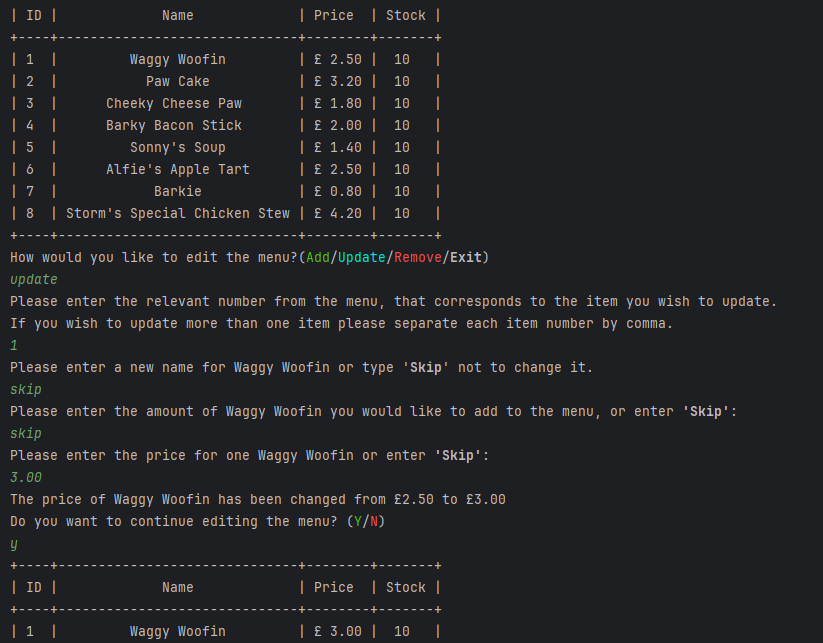 | ID |             Name             | Price  | Stock |
+----+------------------------------+--------+-------+
| 1  |         Waggy Woofin         | £ 2.50 |  10   |
| 2  |           Paw Cake           | £ 3.20 |  10   |
| 3  |      Cheeky Cheese Paw       | £ 1.80 |  10   |
| 4  |      Barky Bacon Stick       | £ 2.00 |  10   |
| 5  |         Sonny's Soup         | £ 1.40 |  10   |
| 6  |      Alfie's Apple Tart      | £ 2.50 |  10   |
| 7  |            Barkie            | £ 0.80 |  10   |
| 8  | Storm's Special Chicken Stew | £ 4.20 |  10   |
+----+------------------------------+--------+-------+
How would you like to edit the menu?(Add/Update/Remove/Exit)
update
Please enter the relevant number from the menu, that corresponds to the item you wish to update.
If you wish to update more than one item please separate each item number by comma.
1
Please enter a new name for Waggy Woofin or type 'Skip' not to change it.
skip
Please enter the amount of Waggy Woofin you would like to add to the menu, or enter 'Skip':
skip
Please enter the price for one Waggy Woofin or enter 'Skip':
3.00
The price of Waggy Woofin has been changed from £2.50 to £3.00
Do you want to continue editing the menu? (Y/N)
y
+----+------------------------------+--------+-------+
| ID |             Name             | Price  | Stock |
+----+------------------------------+--------+-------+
| 1  |         Waggy Woofin         | £ 3.00 |  10   |